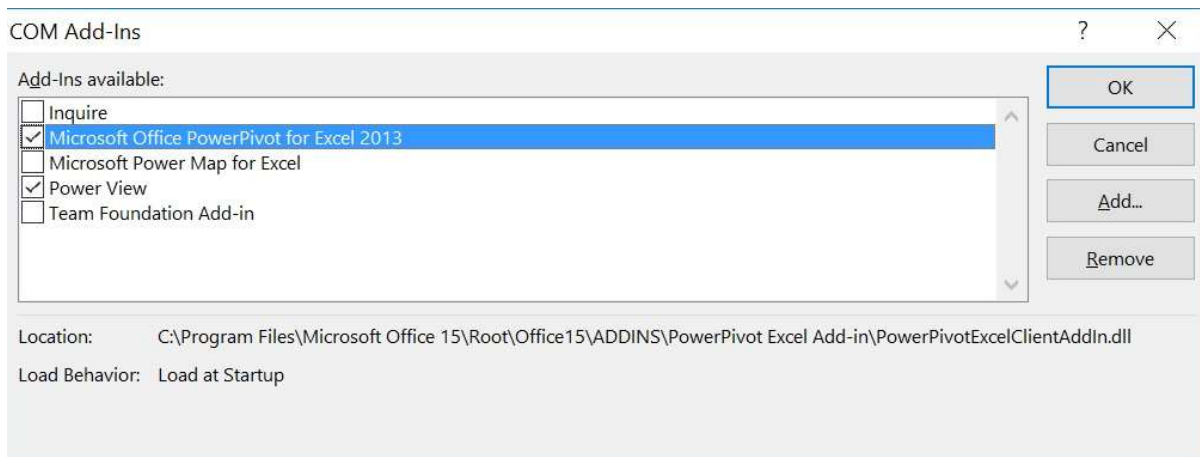 COM Add-Ins
?
Add-Ins available:
Inquire
Microsoft Office PowerPivot for Excel 2013
Microsoft Power Map for Excel
Power View
Team Foundation Add-in
OK
Cancel
Add...
Remove
Location: C:\Program Files\Microsoft Office 15\Root\Office15\ADDINS\PowerPivot Excel Add-in\PowerPivotExcelClientAddIn.dll
Load Behavior: Load at Startup